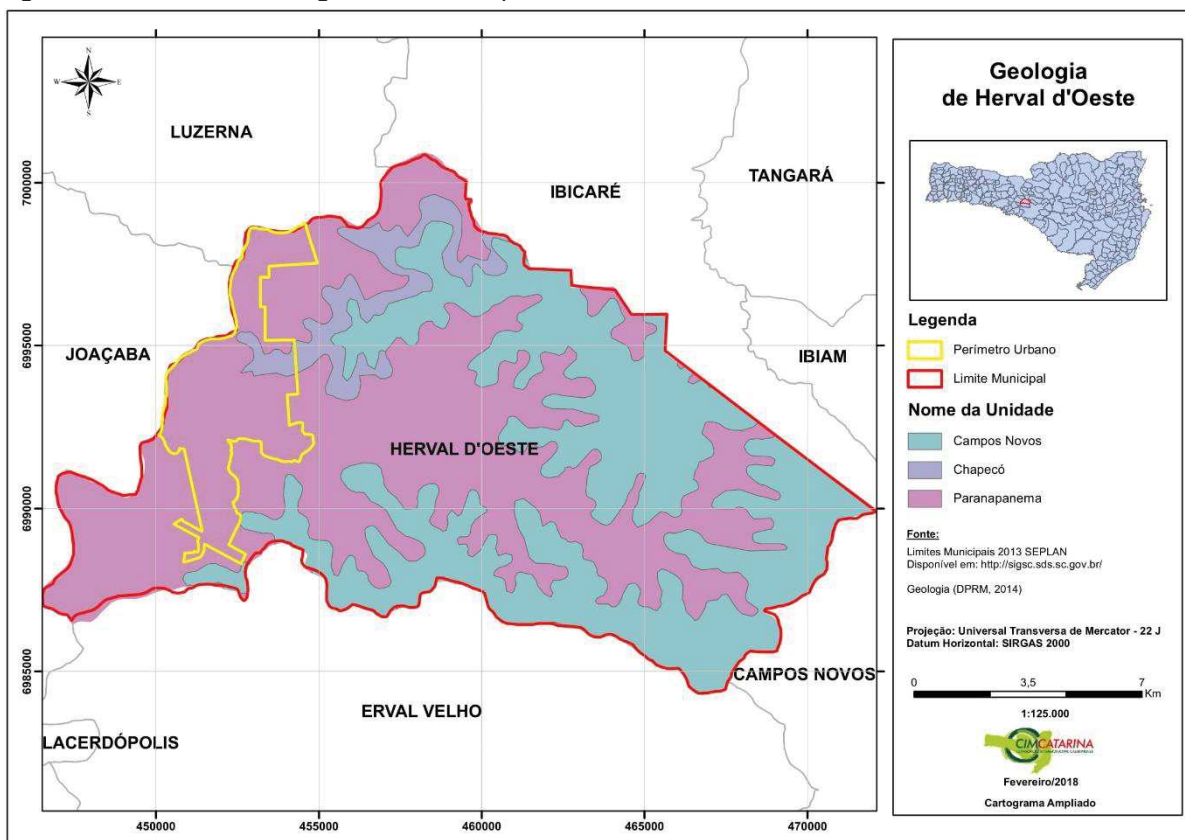 Geologia
de Herval d'Oeste
N
W
E
S
LUZERNA
IBICARÉ
TANGARÁ
JOAÇABA
IBIAM
HERVAL D'OESTE
CAMPOS NOVOS
ERVAL VELHO
LACERDÓPOLIS
7000000
6995000
6990000
6985000
450000
455000
460000
465000
470000
Legenda
Perímetro Urbano
Limite Municipal
Nome da Unidade
Campos Novos
Chapecó
Paranapanema
Fonte:
Limites Municipais 2013 SEPLAN
Disponível em: http://sigsc.sds.sc.gov.br/
Geologia (DPRM, 2014)
Projeção: Universal Transversa de Mercator - 22 J
Datum Horizontal: SIRGAS 2000
0 3,5 7
Km
1:125.000
CIMCATARINA
Fevereiro/2018
Cartograma Ampliado